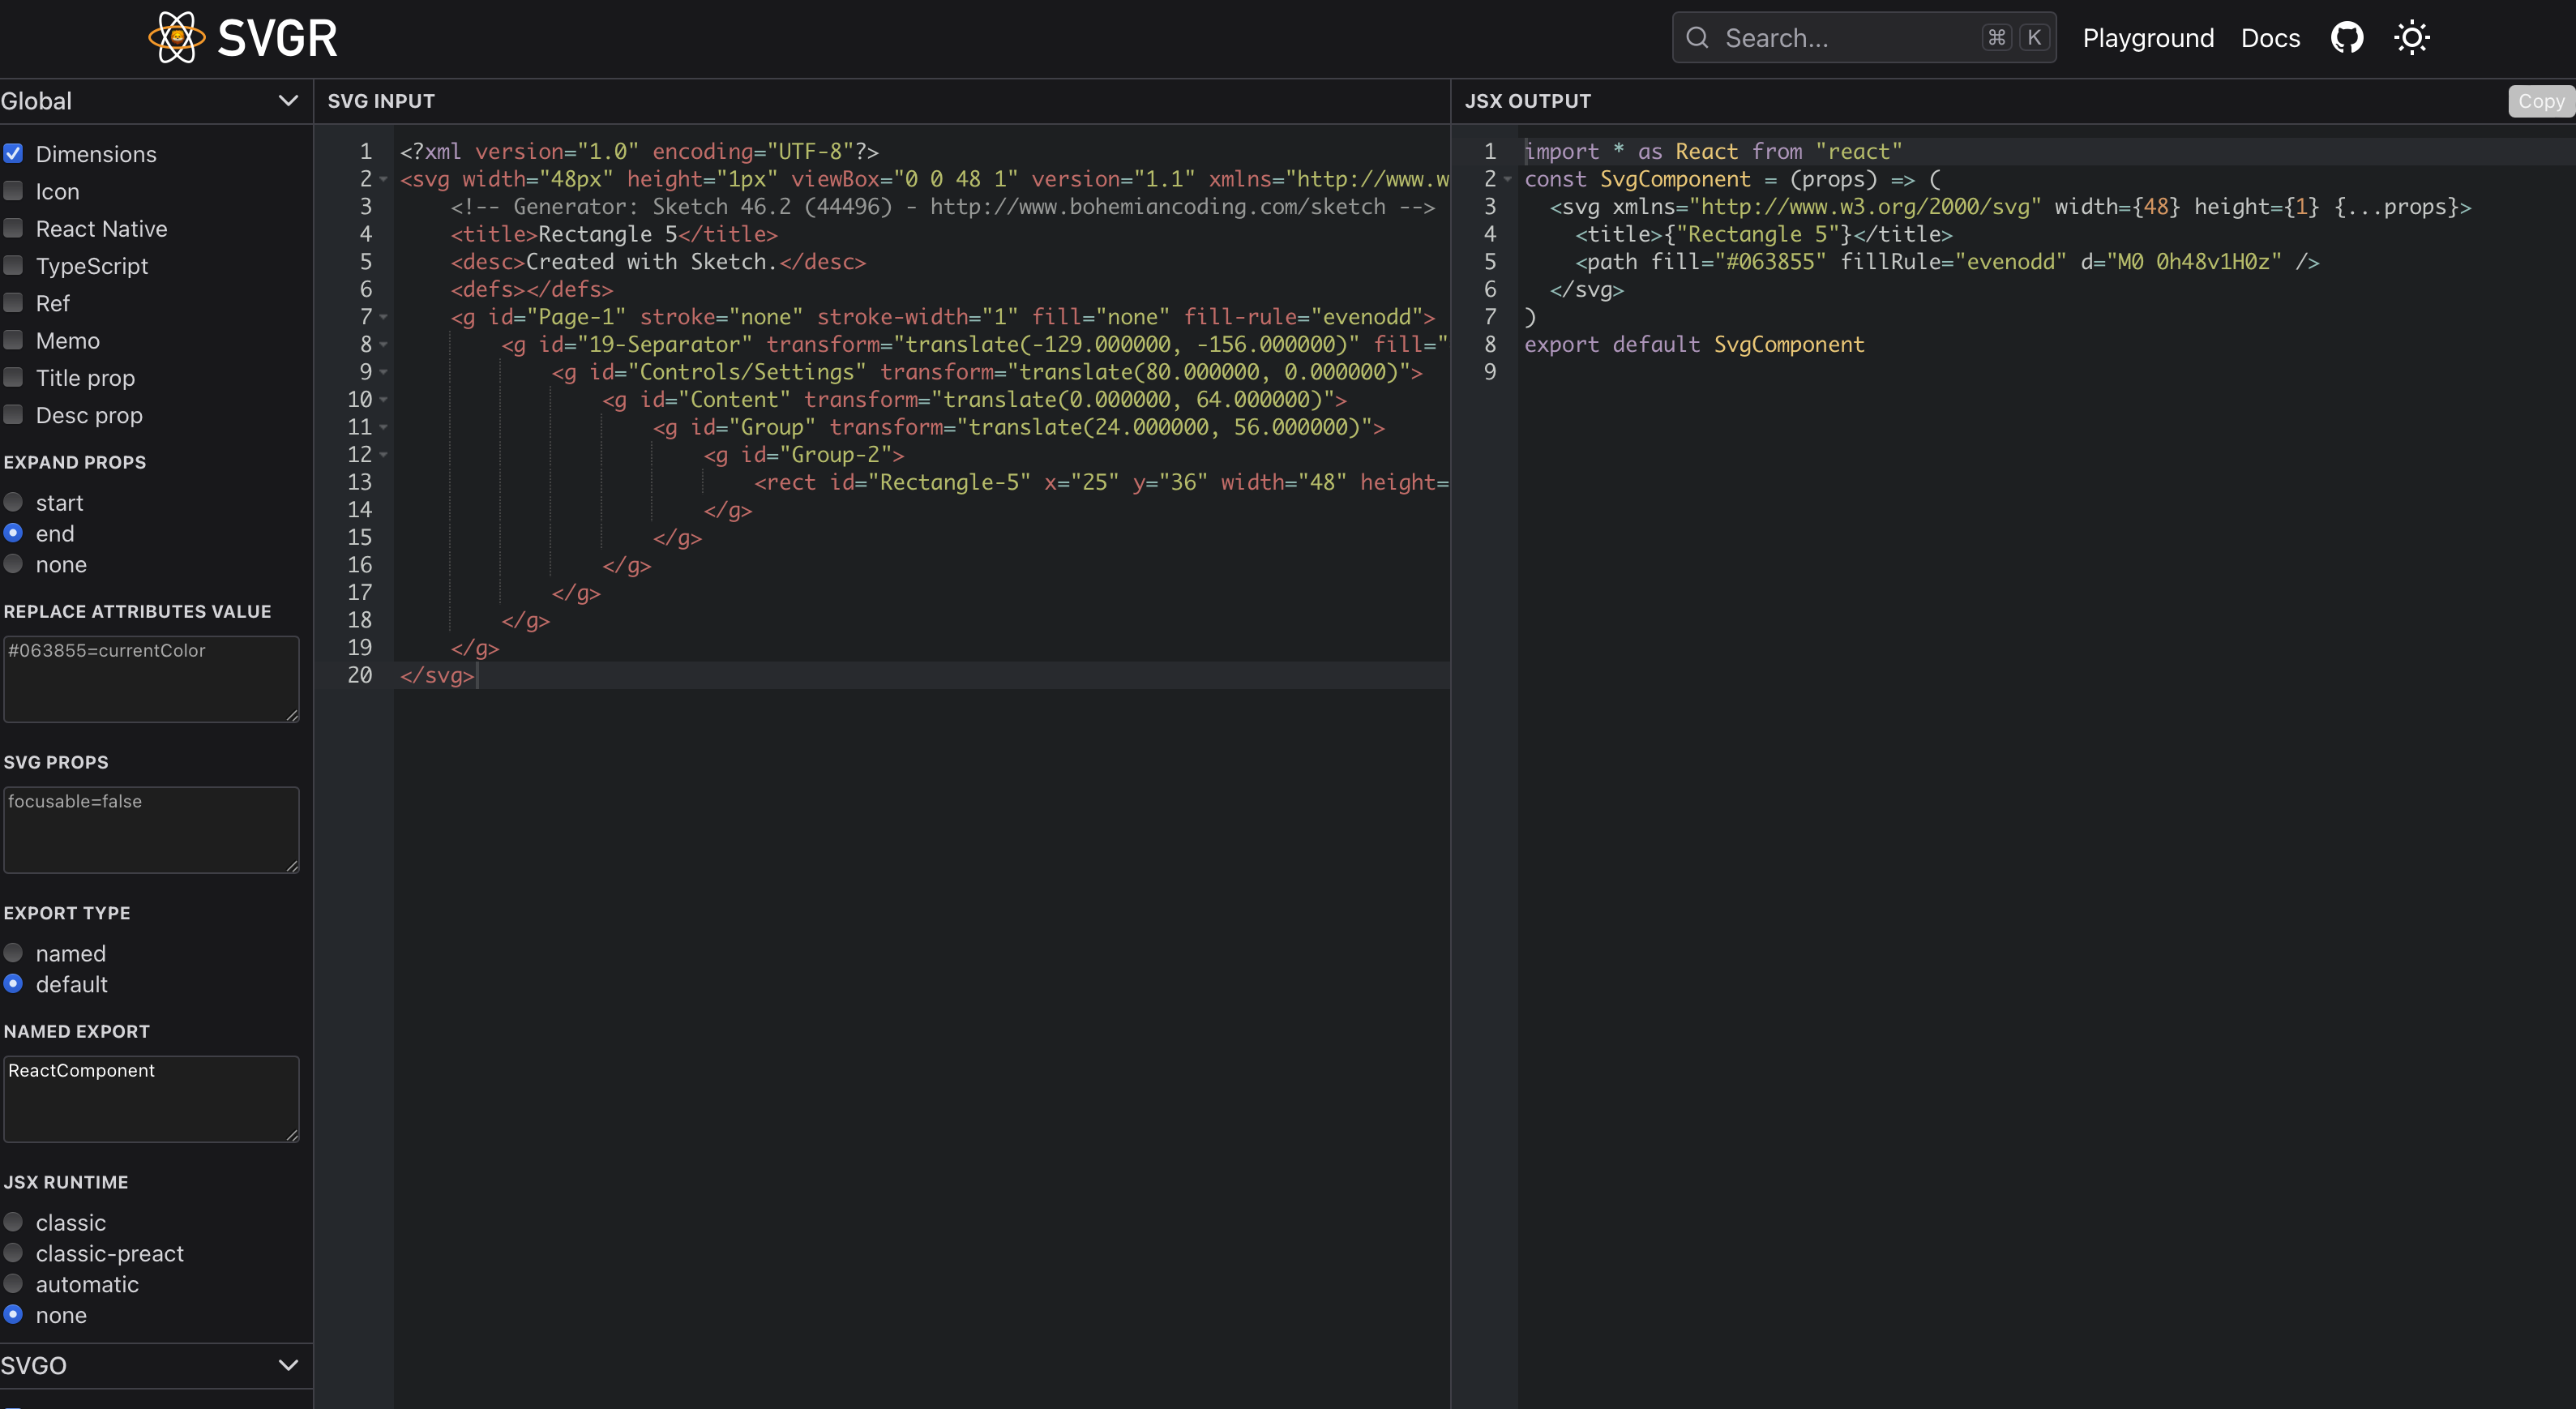 SVGR
Search...
⌘ K
Playground
Docs
Global
Dimensions
Icon
React Native
TypeScript
Ref
Memo
Title prop
Desc prop
EXPAND PROPS
start
end
none
REPLACE ATTRIBUTES VALUE
#063855=currentColor
SVG PROPS
focusable=false
EXPORT TYPE
named
default
NAMED EXPORT
ReactComponent
JSX RUNTIME
classic
classic-preact
automatic
none
SVGO
SVG INPUT
1 <?xml version="1.0" encoding="UTF-8"?>
2 <svg width="48px" height="1px" viewBox="0 0 48 1" version="1.1" xmlns="http://www.w
3 <!-- Generator: Sketch 46.2 (44496) - http://www.bohemiancoding.com/sketch -->
4 <title>Rectangle 5</title>
5 <desc>Created with Sketch.</desc>
6 <defs></defs>
7 <g id="Page-1" stroke="none" stroke-width="1" fill="none" fill-rule="evenodd">
8 <g id="19-Separator" transform="translate(-129.000000, -156.000000)" fill="
9 <g id="Controls/Settings" transform="translate(80.000000, 0.000000)">
10 <g id="Content" transform="translate(0.000000, 64.000000)">
11 <g id="Group" transform="translate(24.000000, 56.000000)">
12 <g id="Group-2">
13 <rect id="Rectangle-5" x="25" y="36" width="48" height=
14 </g>
15 </g>
16 </g>
17 </g>
18 </g>
19 </g>
20 </svg>
JSX OUTPUT
Copy
1 import * as React from "react"
2 const SvgComponent = (props) => (
3 <svg xmlns="http://www.w3.org/2000/svg" width={48} height={1} {...props}>
4 <title>{"Rectangle 5"}</title>
5 <path fill="#063855" fillRule="evenodd" d="M0 0h48v1H0z" />
6 </svg>
7 )
8 export default SvgComponent
9